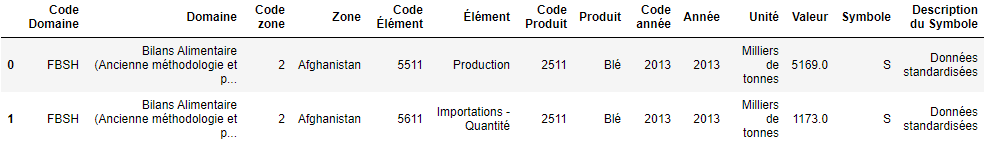 Code Domaine Domaine Code zone Zone Code Élément Élément Code Produit Produit Code année Année Unité Valeur Symbole Description du Symbole
0 FBSH Bilans Alimentaire (Ancienne méthodologie et p... 2 Afghanistan 5511 Production 2511 Blé 2013 2013 Milliers de tonnes 5169.0 S Données standardisées
1 FBSH Bilans Alimentaire (Ancienne méthodologie et p... 2 Afghanistan 5611 Importations - Quantité 2511 Blé 2013 2013 Milliers de tonnes 1173.0 S Données standardisées